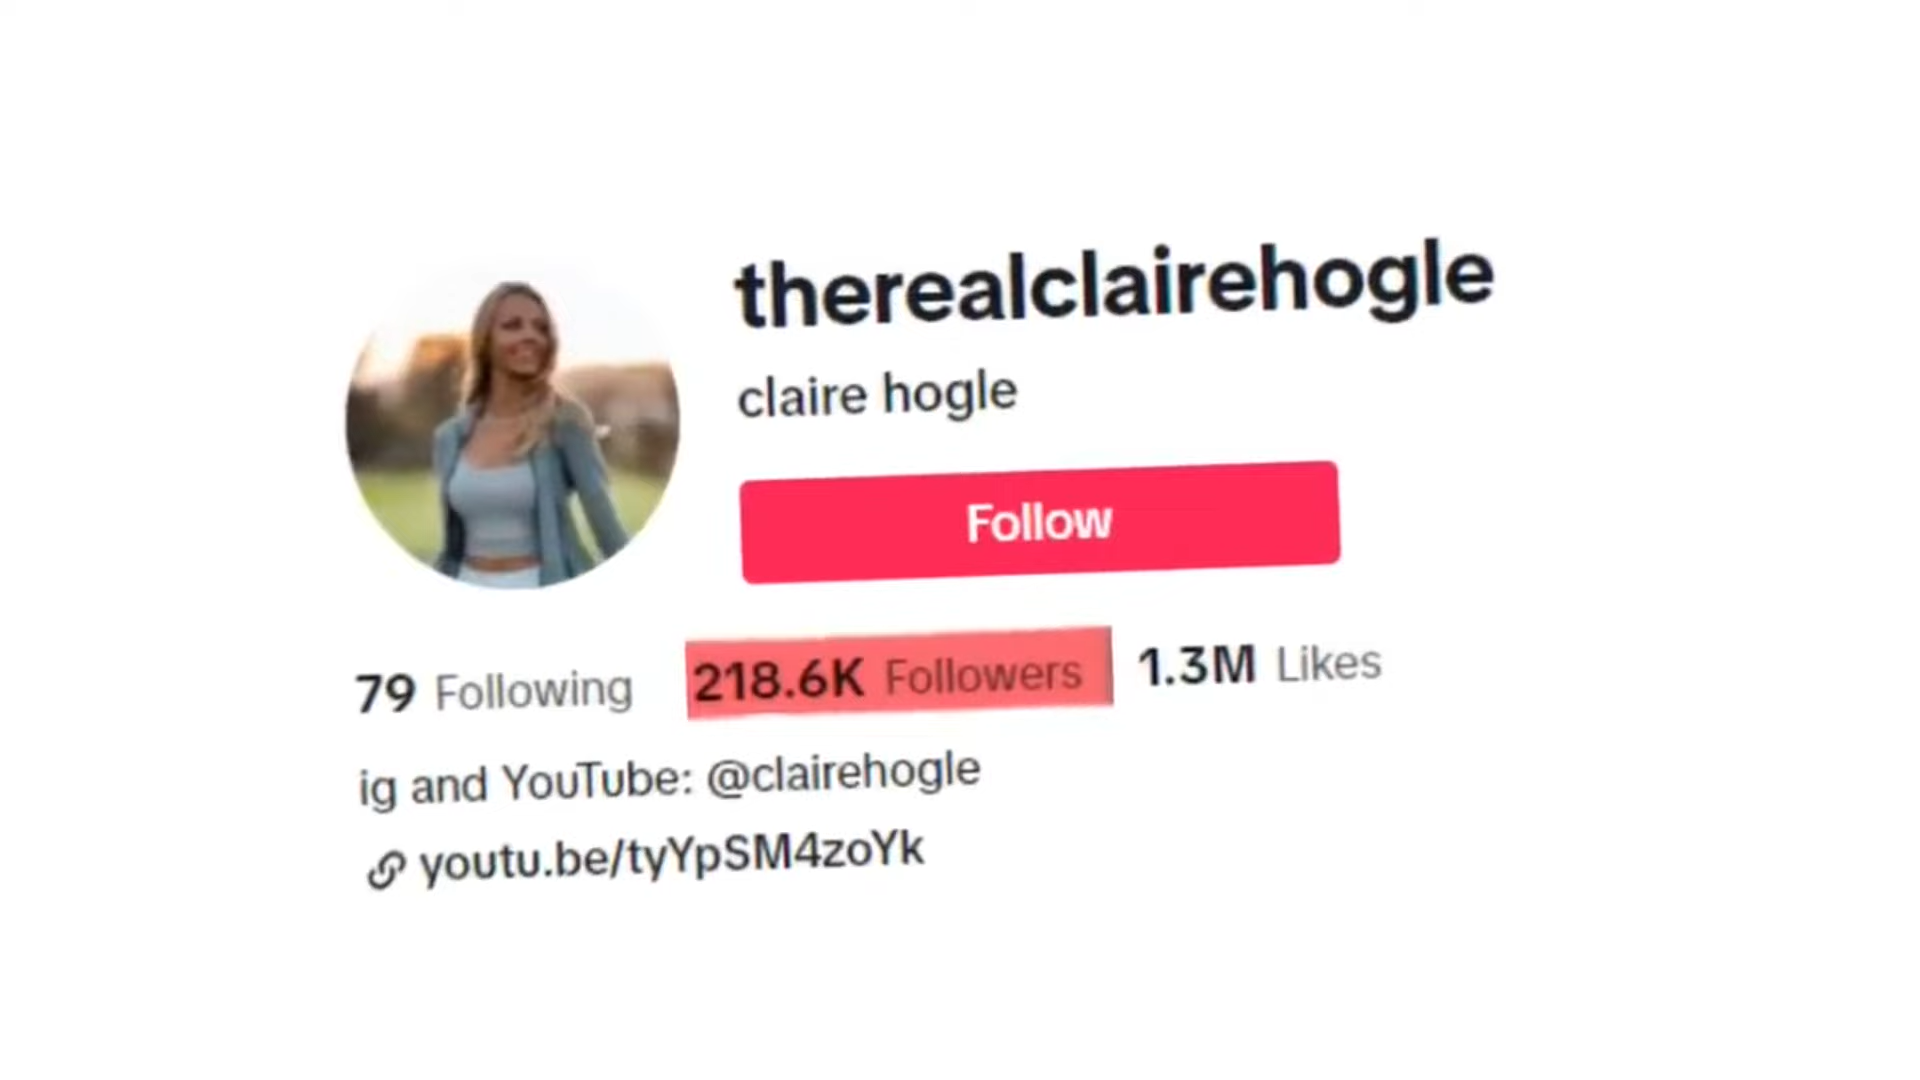 therealclairehogle
claire hogle
Follow
79 Following 218.6K Followers 1.3M Likes
ig and YouTube: @clairehogle
youtu.be/tyYpSM4zoYk